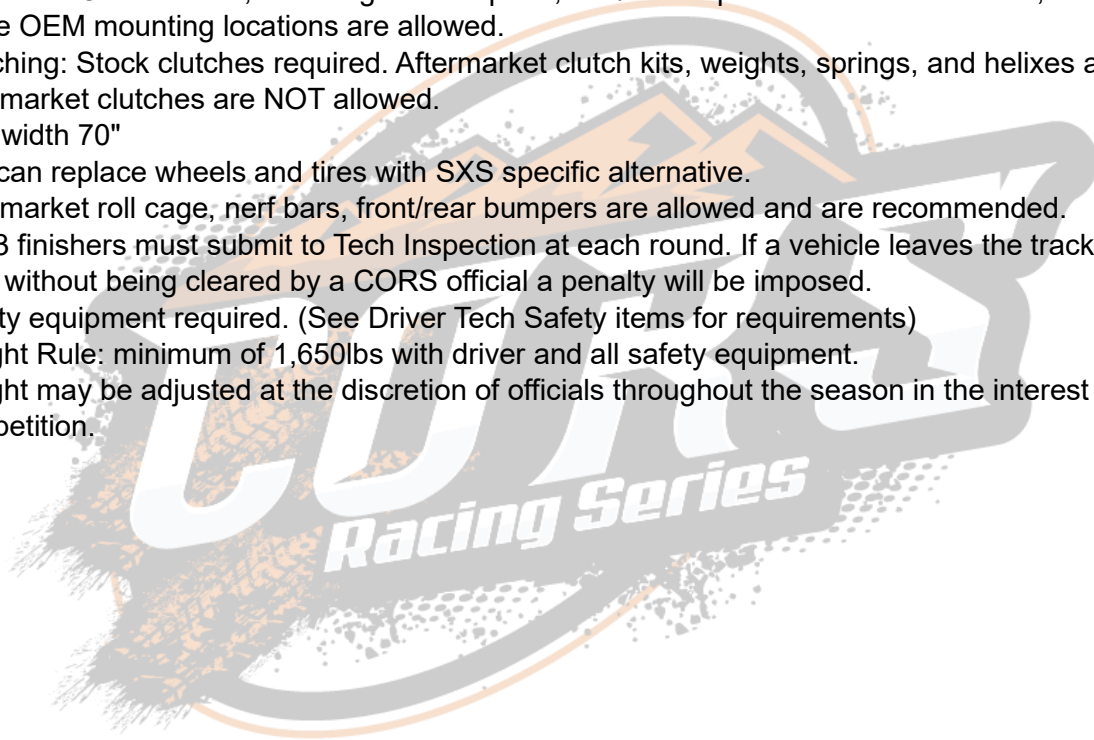 e OEM mounting locations are allowed.
ching: Stock clutches required. Aftermarket clutch kits, weights, springs, and helixes a
market clutches are NOT allowed.
width 70"
can replace wheels and tires with SXS specific alternative.
market roll cage, nerf bars, front/rear bumpers are allowed and are recommended.
3 finishers must submit to Tech Inspection at each round. If a vehicle leaves the track
without being cleared by a CORS official a penalty will be imposed.
ty equipment required. (See Driver Tech Safety items for requirements)
ght Rule: minimum of 1,650lbs with driver and all safety equipment.
ght may be adjusted at the discretion of officials throughout the season in the interest
petition.
CORS
Racing Series